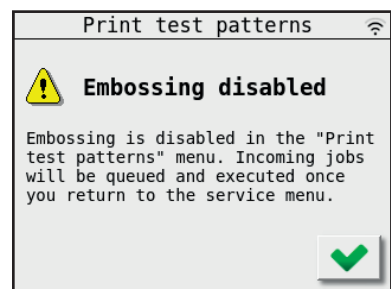 Print test patterns
Embossing disabled
Embossing is disabled in the "Print
test patterns" menu. Incoming jobs
will be queued and executed once
you return to the service menu.